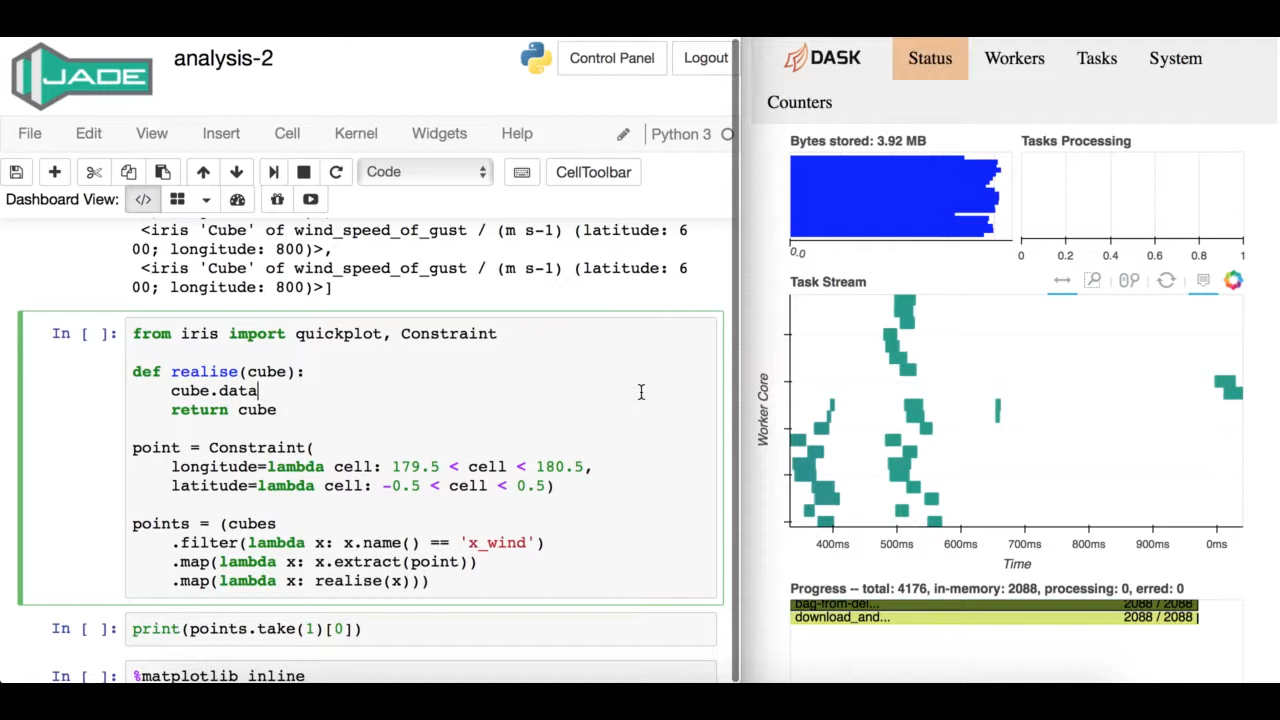 JADE
analysis-2
Control Panel
Logout
File Edit View Insert Cell Kernel Widgets Help
Python 3
Code
CellToolbar
Dashboard View:
<iris 'Cube' of wind_speed_of_gust / (m s-1) (latitude: 6
00; longitude: 800)>,
<iris 'Cube' of wind_speed_of_gust / (m s-1) (latitude: 6
00; longitude: 800)>]
In [ ]:
from iris import quickplot, Constraint
def realise(cube):
cube.data
return cube
point = Constraint(
longitude=lambda cell: 179.5 < cell < 180.5,
latitude=lambda cell: -0.5 < cell < 0.5)
points = (cubes
.filter(lambda x: x.name() == 'x_wind')
.map(lambda x: x.extract(point))
.map(lambda x: realise(x)))
In [ ]: print(points.take(1)[0])
In [ ]: %matplotlib inline
DASK
Status Workers Tasks System
Counters
Bytes stored: 3.92 MB
0.0
Tasks Processing
0 0.2 0.4 0.6 0.8 1
Task Stream
Worker Core
400ms 500ms 600ms 700ms 800ms 900ms 0ms
Time
Progress -- total: 4176, in-memory: 2088, processing: 0, erred: 0
bag-from-del... 2088 / 2088
download_and... 2088 / 2088